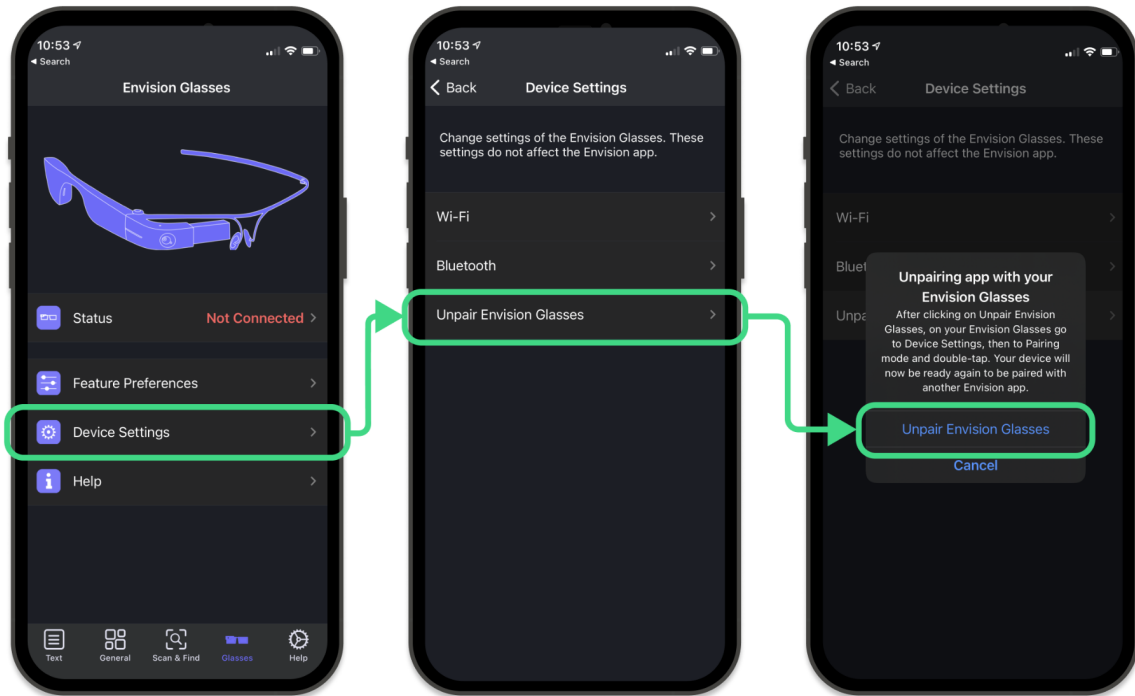 10:53
Search
Envision Glasses
Status
Not Connected
Feature Preferences
Device Settings
Help
Text
General
Scan & Find
Glasses
Help
10:53
Search
Back
Device Settings
Change settings of the Envision Glasses. These
settings do not affect the Envision app.
Wi-Fi
Bluetooth
Unpair Envision Glasses
10:53
Search
Back
Device Settings
Change settings of the Envision Glasses. These
settings do not affect the Envision app.
Wi-Fi
Bluet
Unpa
Unpairing app with your
Envision Glasses
After clicking on Unpair Envision
Glasses, on your Envision Glasses go
to Device Settings, then to Pairing
mode and double-tap. Your device will
now be ready again to be paired with
another Envision app.
Unpair Envision Glasses
Cancel